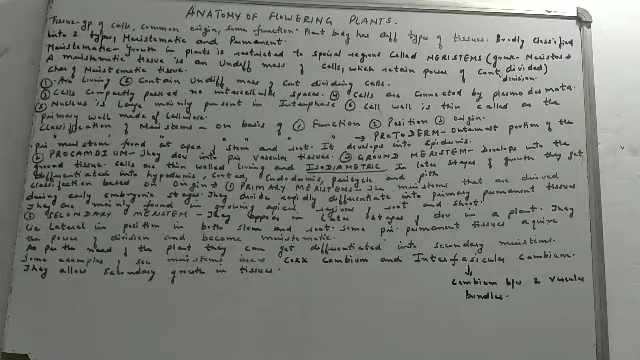 ANATOMY OF FLOWERING PLANTS.
Tissue - gp of cells, common origin, same function. Plant body has diff type of tissues. Broadly Classified
into 2 types, Meristematic and Permanent.
Meristematic - Growth in plants is restricted to special regions called MERISTEMS (greek - Meristos →
A meristematic tissue is an Undiff mass of cells, which retain power of cont. divided)
Char of Meristematic tissue. division
① Are living ② Contain Undiff mass cont dividing cells.
③ Cells compactly packed no intercellular spaces. ④ Cells are connected by plasmodesmata.
⑤ Nucleus is large mainly present in Interphase ⑥ Cell wall is thin called as the
primary wall made of cellulose.
Classification of Meristems - on basis of ① Function ② Position ③ Origin.
→ PROTODERM - Outermost portion of the
pri meristem found at apex of stem and root. It develops into Epidermis.
PROCAMBIUM - They dev into pri vascular tissues. GROUND MERISTEM - Develops into the
ground tissue. Cells are thin walled living and ISODIAMETRIC. In later stages of growth they get
differentiated into hypodermis, cortex, Endodermis, pericycle and pith
Classification based on Origin ① PRIMARY MERISTEMS - The meristems that are derived
during early embryonic stages. They divide rapidly differentiate into primary permanent tissue
They are mainly found in growing apical regions of root and shoot.
② SECONDARY MERISTEM - They appear in later stages of dev in a plant. They
lie lateral in position in both stem and root. Some pri permanent tissues aquire
the power of division and become meristematic.
As per the need of the plant they can get differentiated into secondary meristems.
Some examples of sec meristems are → CORK Cambium and Interfasicular cambium.
They allow secondary growth in tissues. ↓
Cambium b/w 2 vascular
bundles.